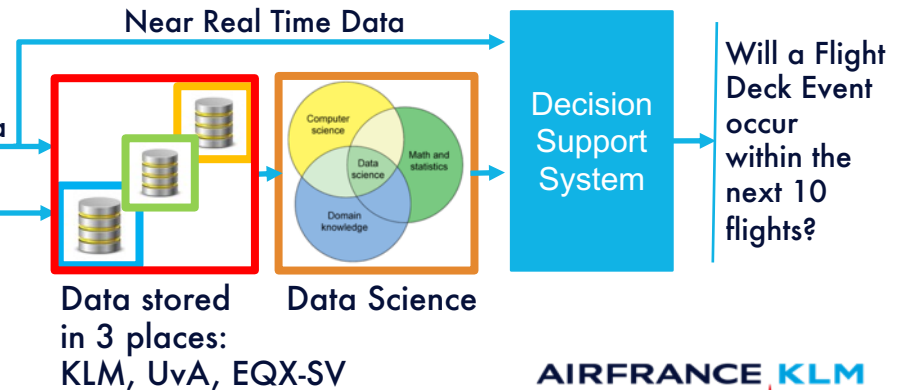 Near Real Time Data
Computer
science
Math and
statistics
Data
science
Domain
knowledge
Decision
Support
System
Will a Flight
Deck Event
occur
within the
next 10
flights?
Data stored
in 3 places:
KLM, UvA, EQX-SV
Data Science
AIRFRANCE KLM